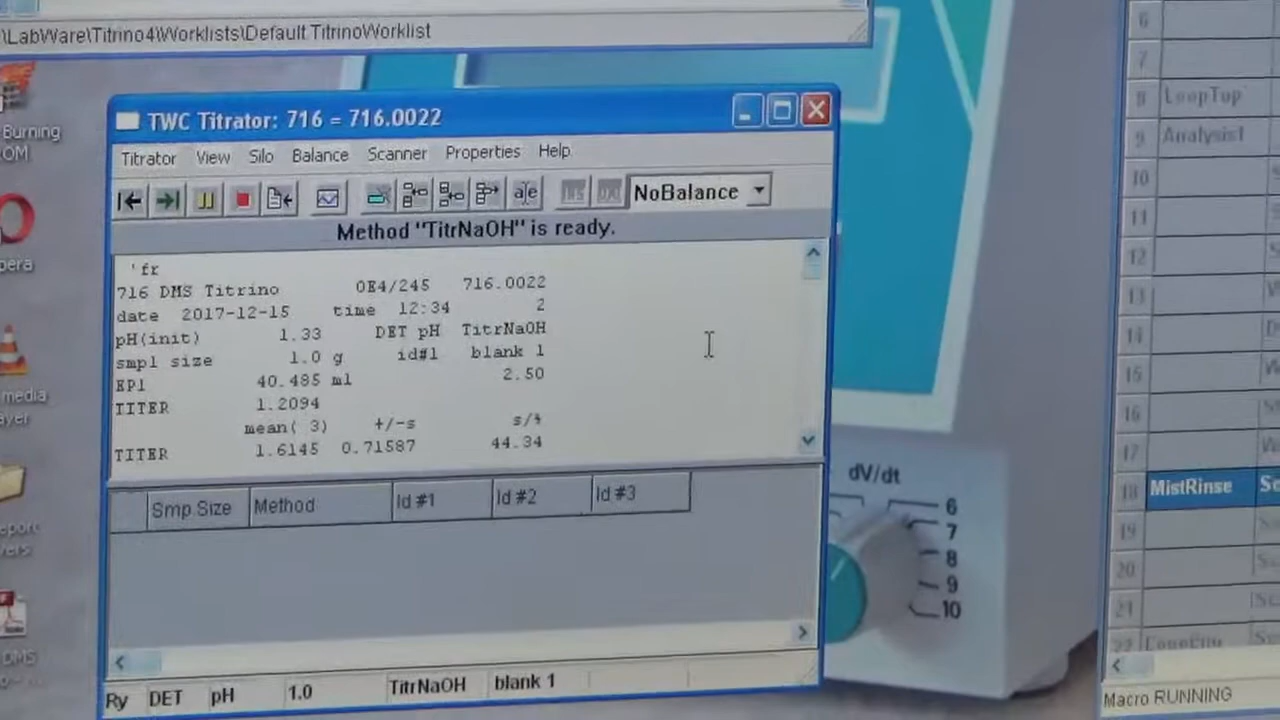 \LabWare\Titrino4\Worklists\Default.TitrinoWorklist
Burning
TWC Titrator: 716 = 716.0022
Titrator View Silo Balance Scanner Properties Help
NoBalance
Method "TitrNaOH" is ready.
'fr
716 DMS Titrino 0E4/245 716.0022
date 2017-12-15 time 12:34 2
pH(init) 1.33 DET pH TitrNaOH
smpl size 1.0 g id#1 blank 1
EP1 40.485 ml 2.50
TITER 1.2094
mean( 3) +/-s s/%
TITER 1.6145 0.71587 44.34
Smp Size Method Id #1 Id #2 Id #3
Ry DET pH 1.0 TitrNaOH blank 1
dV/dt
6
7
8
9
10
6
7
8 LoopTop
9 Analysis1
10
11
12
13
14
15
16
17
18 MistRinse
19
20
21
22
Macro RUNNING